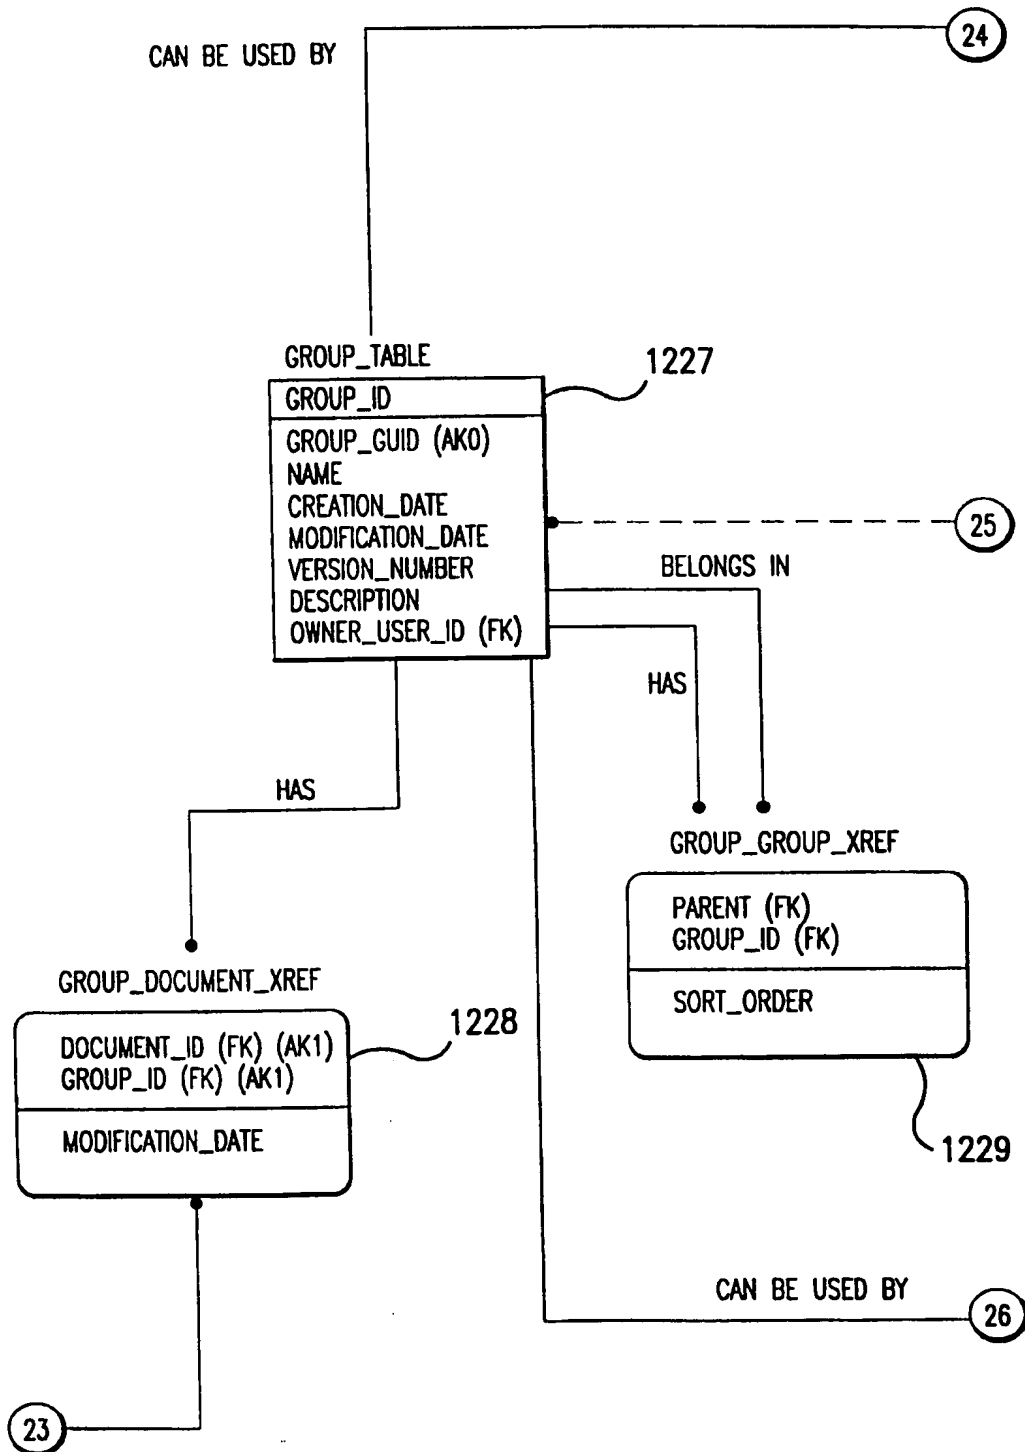 24
CAN BE USED BY
GROUP_TABLE
1227
GROUP_ID
GROUP_GUID (AK0)
NAME
CREATION_DATE
MODIFICATION_DATE
VERSION_NUMBER
DESCRIPTION
OWNER_USER_ID (FK)
25
BELONGS IN
HAS
HAS
GROUP_GROUP_XREF
PARENT (FK)
GROUP_ID (FK)
SORT_ORDER
GROUP_DOCUMENT_XREF
1228
DOCUMENT_ID (FK) (AK1)
GROUP_ID (FK) (AK1)
MODIFICATION_DATE
1229
CAN BE USED BY
26
23